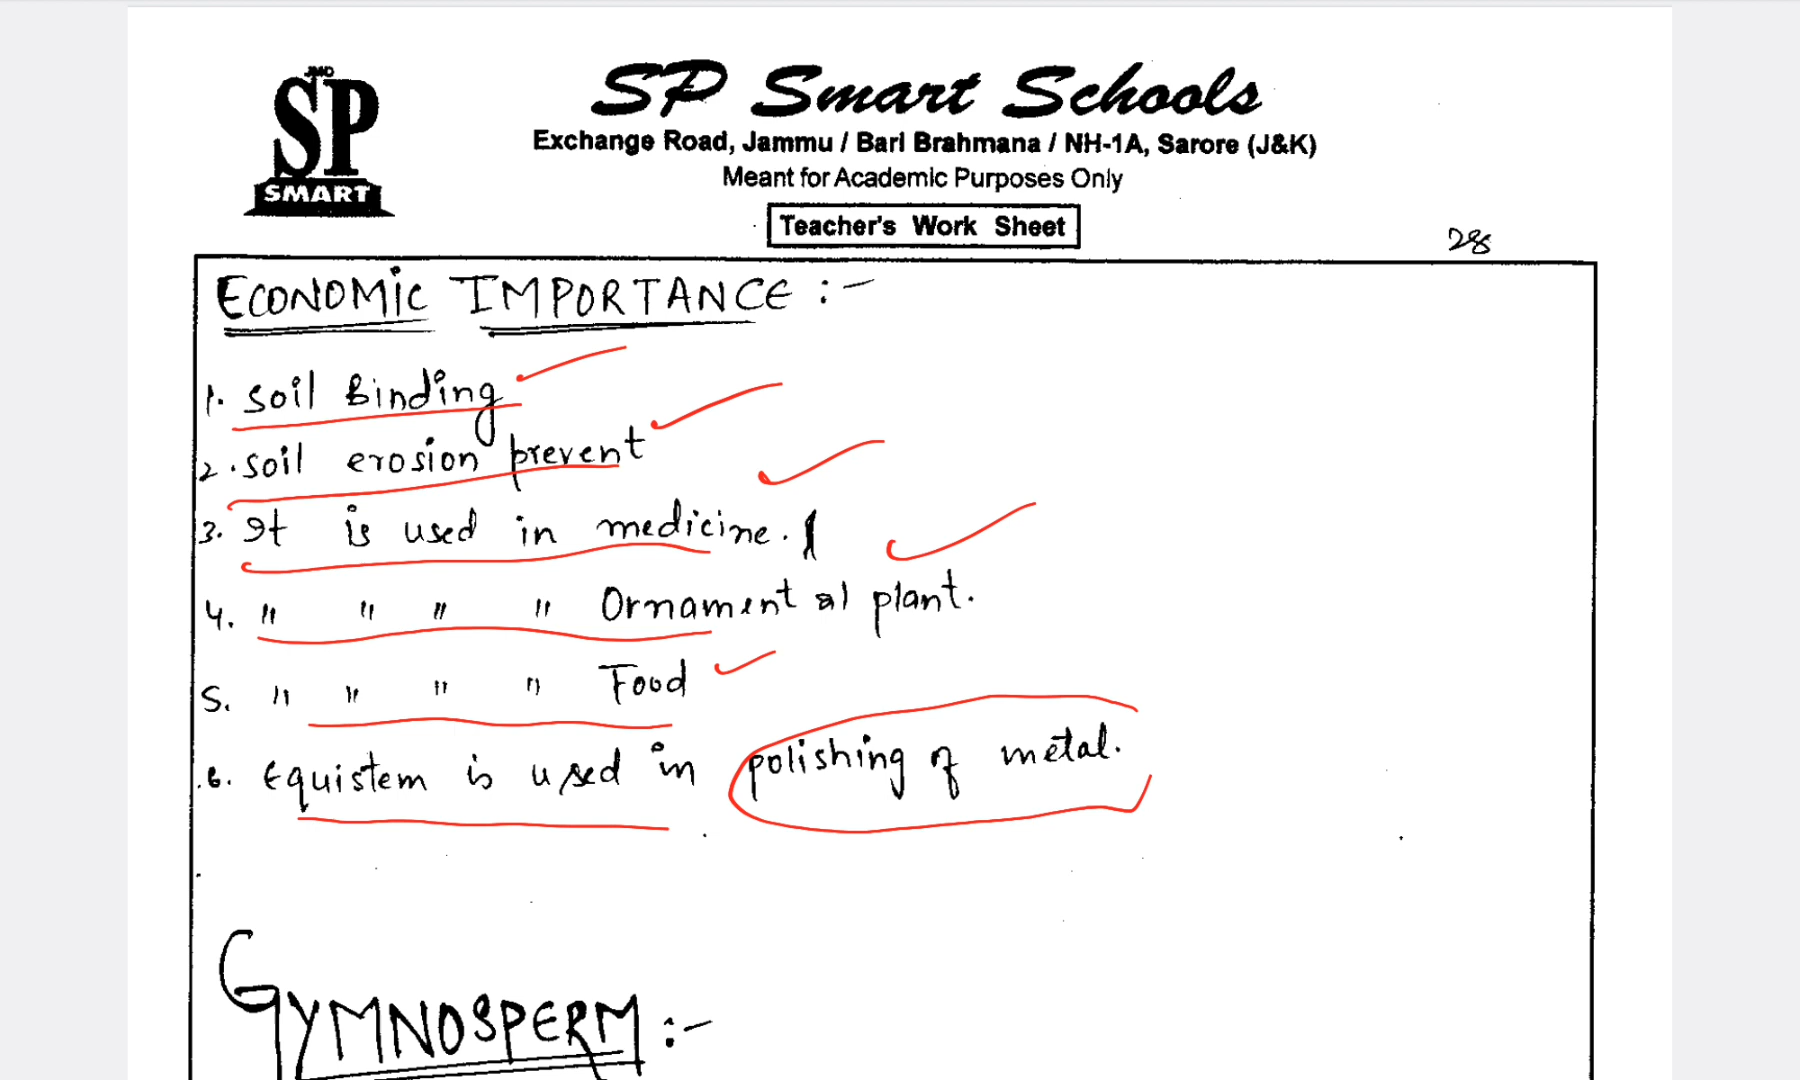 JMD
SP
SMART
SP Smart Schools
Exchange Road, Jammu / Bari Brahmana / NH-1A, Sarore (J&K)
Meant for Academic Purposes Only
Teacher's Work Sheet
28
ECONOMIC IMPORTANCE :-
1. Soil Binding
2. Soil erosion prevent
3. It is used in medicine.
4. " " " " Ornamental plant.
5. " " " " Food
6. Equistem is used in polishing of metal.
GYMNOSPERM :-